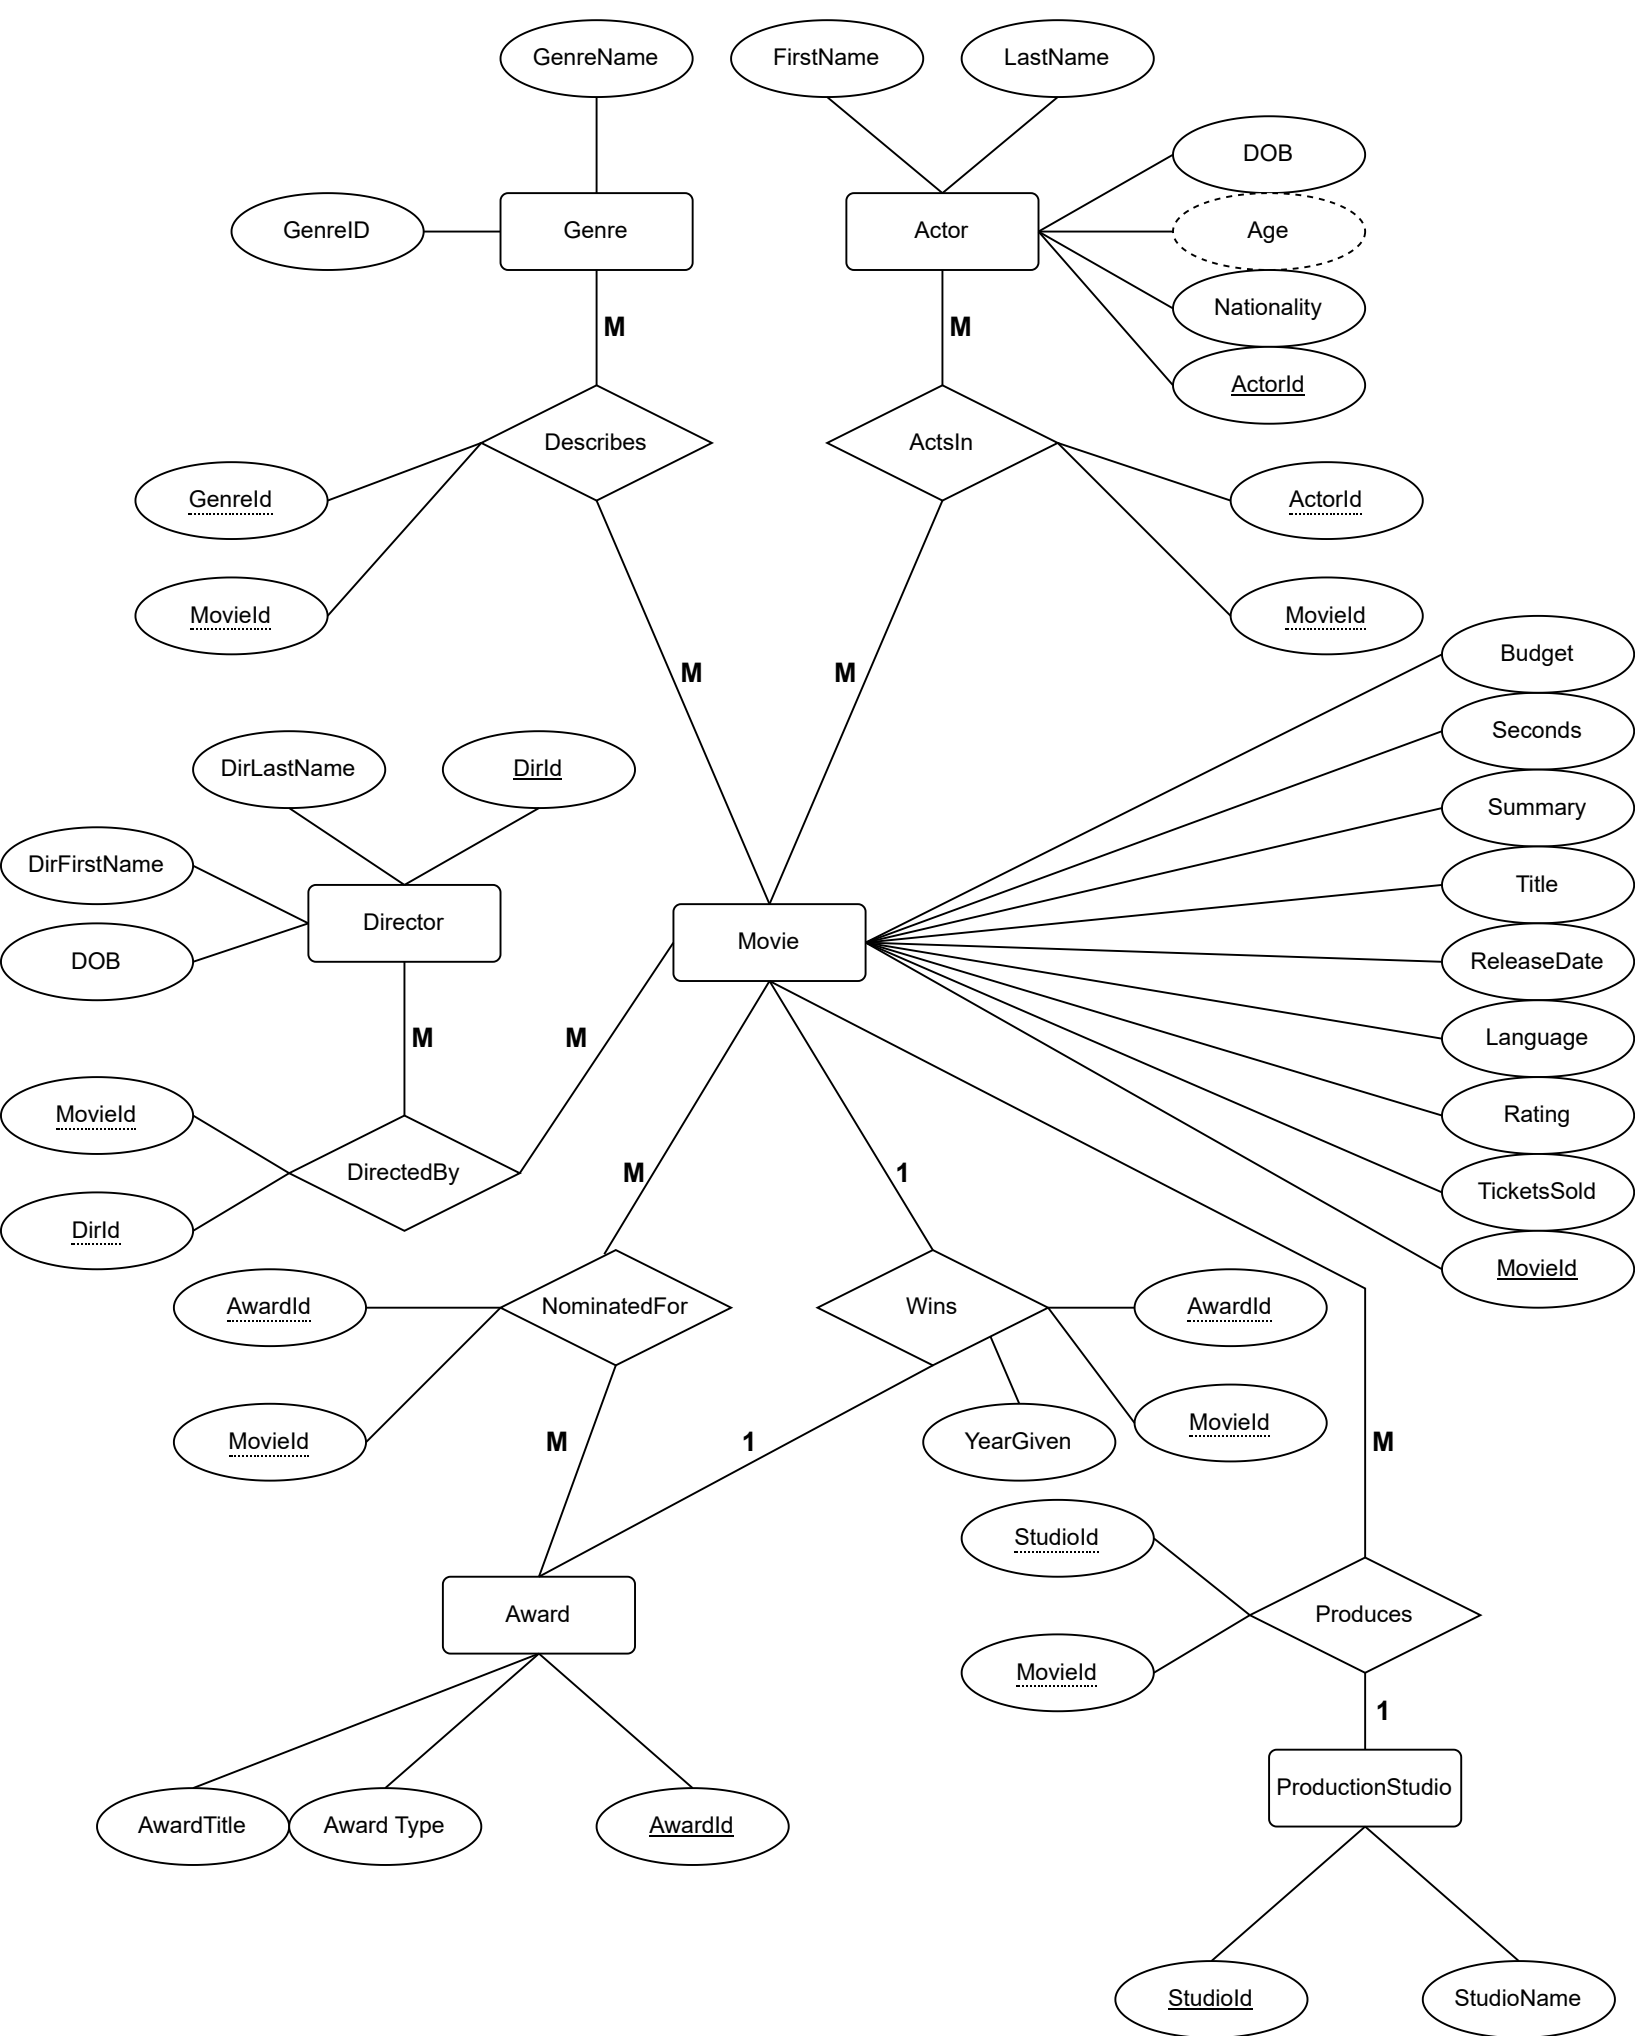 GenreName
FirstName
LastName
DOB
GenreID
Genre
Actor
Age
Nationality
M
M
ActorId
Describes
ActsIn
GenreId
ActorId
MovieId
MovieId
Budget
M
M
Seconds
DirLastName
DirId
Summary
DirFirstName
Title
Director
Movie
DOB
ReleaseDate
M
M
Language
MovieId
Rating
DirectedBy
M
1
TicketsSold
DirId
MovieId
AwardId
NominatedFor
Wins
AwardId
MovieId
MovieId
M
1
YearGiven
M
StudioId
Award
Produces
MovieId
1
ProductionStudio
AwardTitle
Award Type
AwardId
StudioId
StudioName